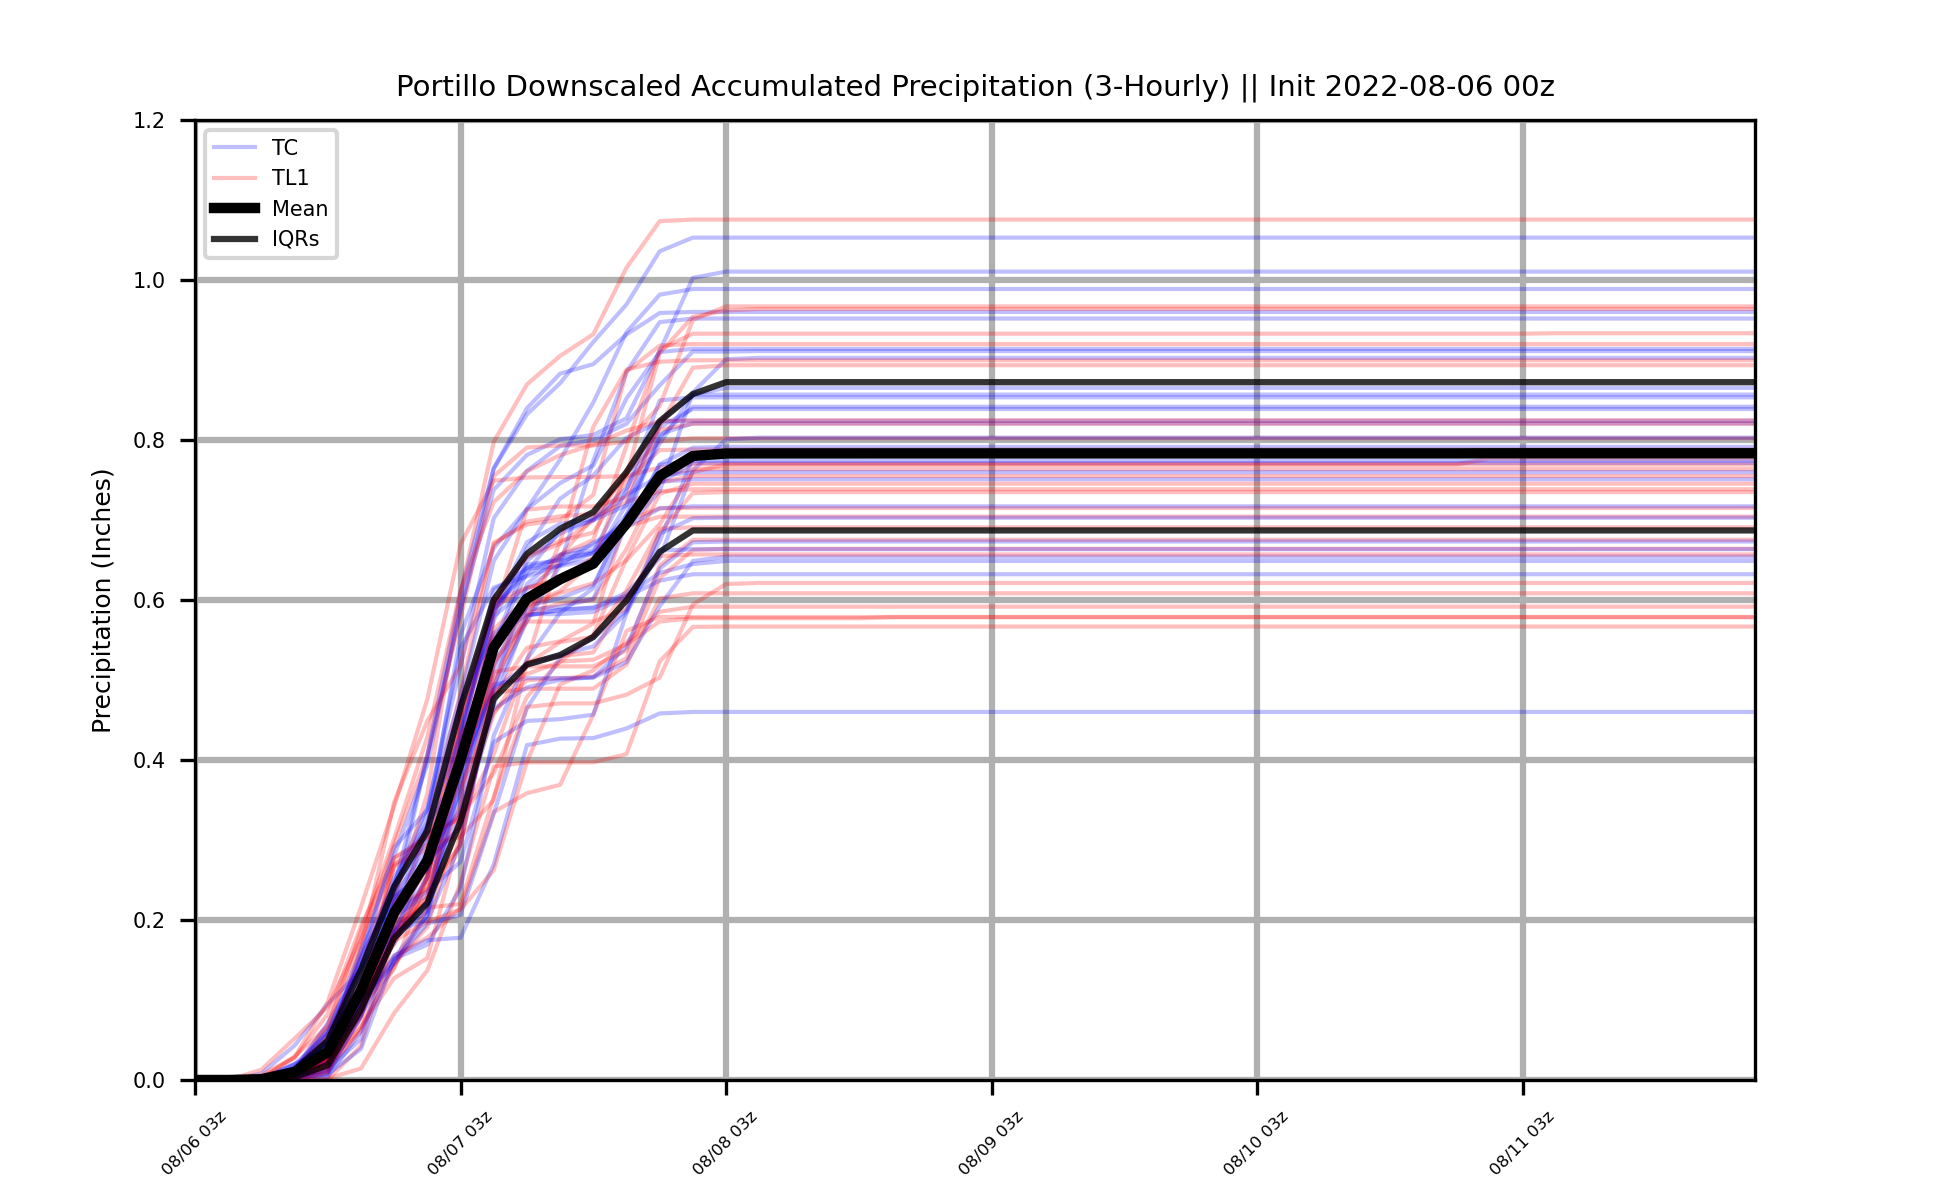 Portillo Downscaled Accumulated Precipitation (3-Hourly) || Init 2022-08-06 00z
1.2
1.0
0.8
0.6
0.4
0.2
0.0
Precipitation (Inches)
TC
TL1
Mean
IQRs
08/06 03z
08/07 03z
08/08 03z
08/09 03z
08/10 03z
08/11 03z